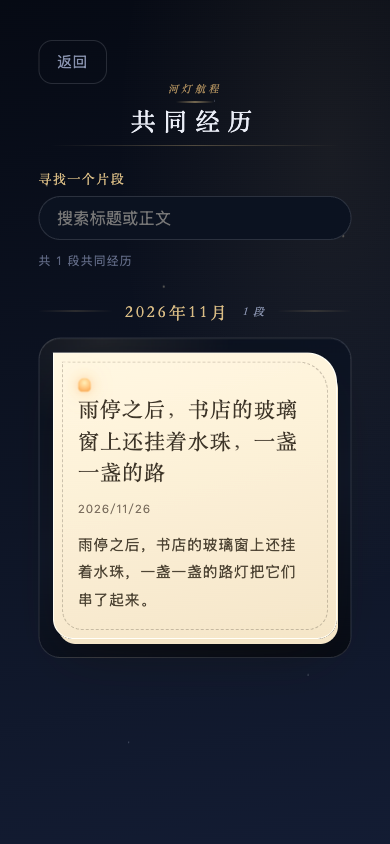 返回
河灯航程
共同经历
寻找一个片段
搜索标题或正文
共 1 段共同经历
2026年11月 1 段
雨停之后，书店的玻璃
窗上还挂着水珠，一盏
一盏的路
2026/11/26
雨停之后，书店的玻璃窗上还挂
着水珠，一盏一盏的路灯把它们
串了起来。